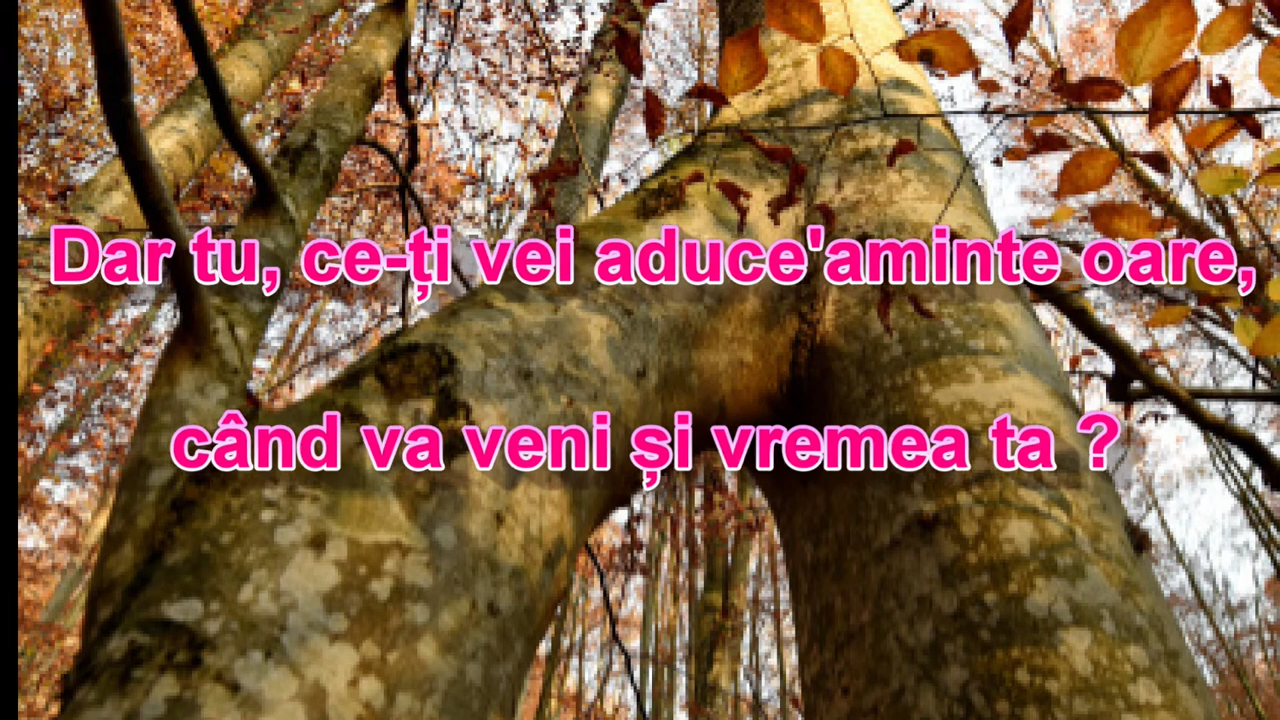 Dar tu, ce-ți vei aduce'aminte oare,
când va veni și vremea ta ?